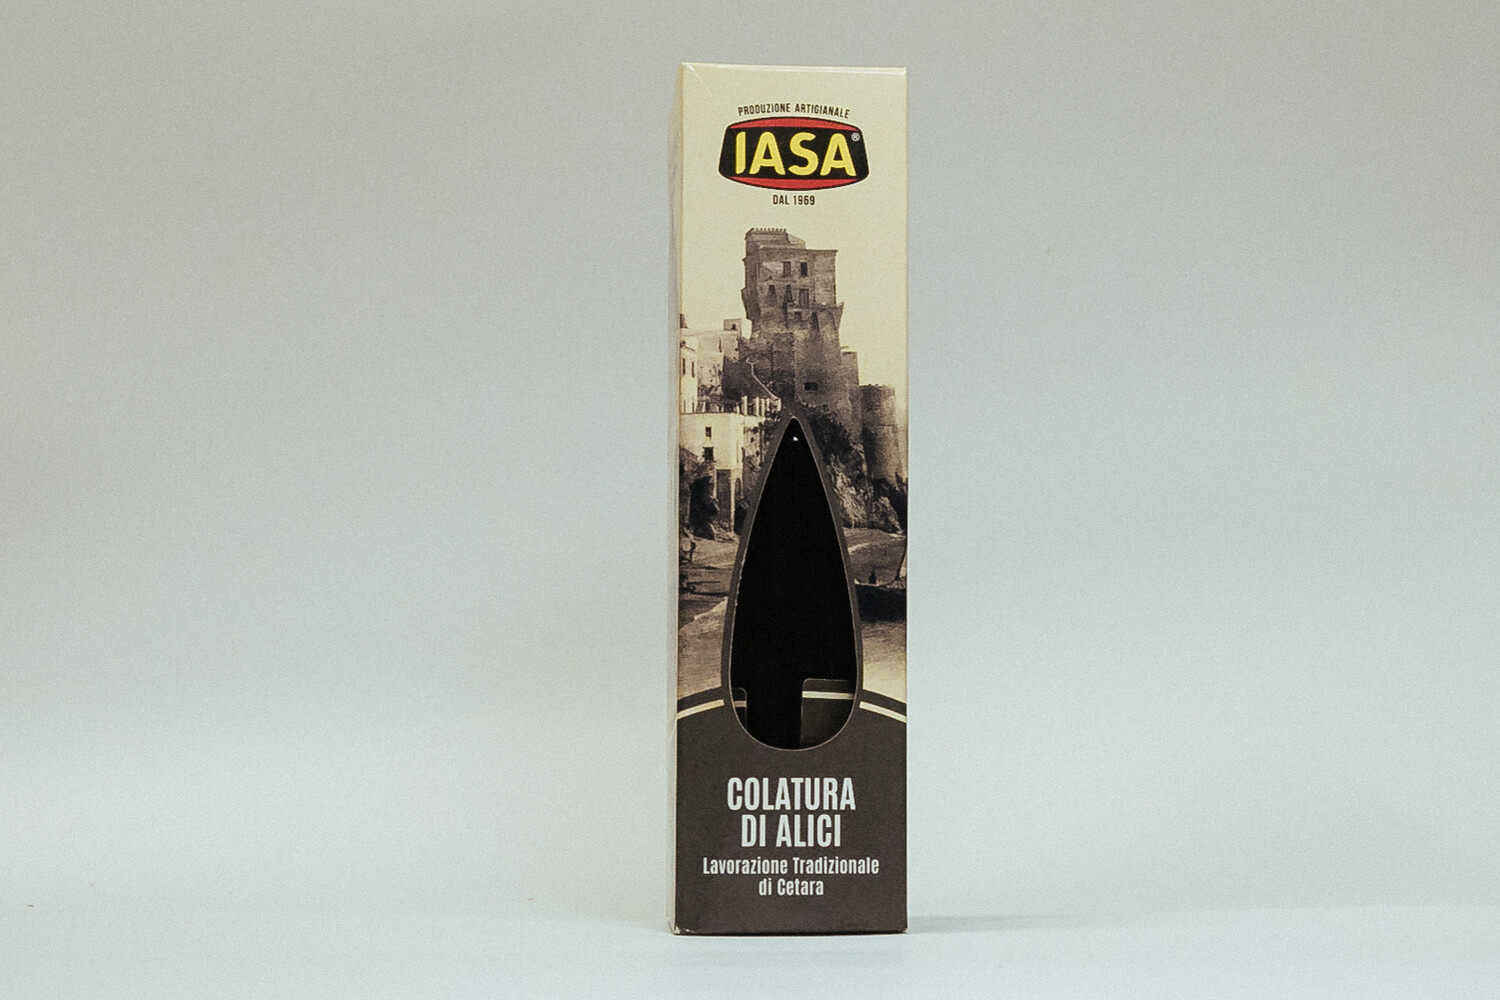 PRODUZIONE ARTIGIANALE
IASA®
DAL 1969
COLATURA
DI ALICI
Lavorazione Tradizionale
di Cetara